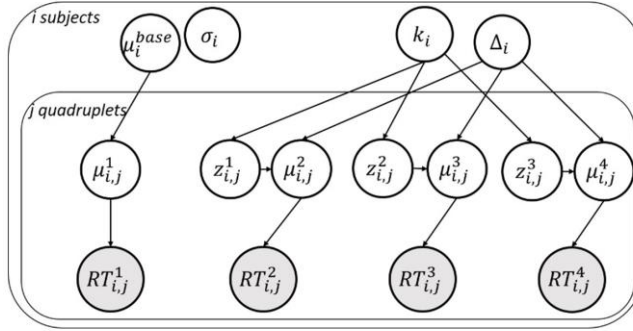 i subjects
μ_i^{base} σ_i k_i Δ_i
j quadruplets
μ_{i,j}^1 z_{i,j}^1 μ_{i,j}^2 z_{i,j}^2 μ_{i,j}^3 z_{i,j}^3 μ_{i,j}^4
RT_{i,j}^1 RT_{i,j}^2 RT_{i,j}^3 RT_{i,j}^4